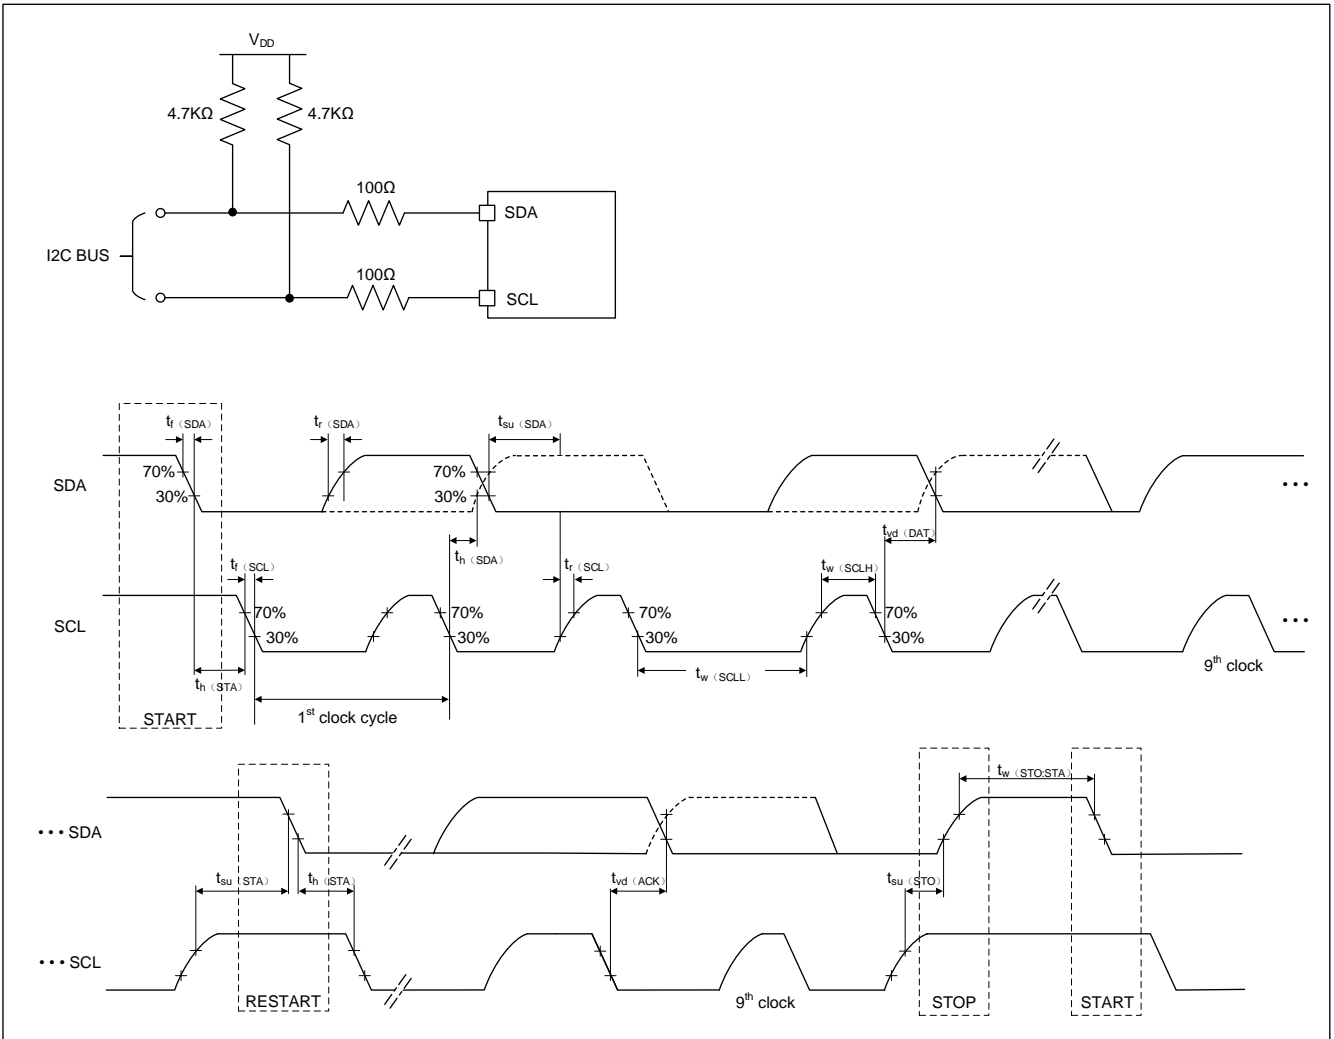 VDD
4.7KΩ 4.7KΩ
100Ω
SDA
I2C BUS
100Ω
SCL
tf（SDA） tr（SDA） tsu（SDA）
70% 70%
SDA
30% 30%
•••
tvd（DAT）
th（SDA）
tf（SCL） tr（SCL） tw（SCLH）
70% 70% 70% 70%
SCL
30% 30% 30% 30%
•••
9th clock
tw（SCLL）
th（STA）
START
1st clock cycle
tw（STO:STA）
•••SDA
tsu（STA） th（STA） tvd（ACK） tsu（STO）
•••SCL
RESTART
9th clock
STOP
START